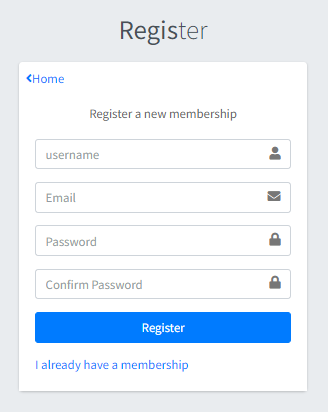 Register
Home
Register a new membership
username
Email
Password
Confirm Password
Register
I already have a membership